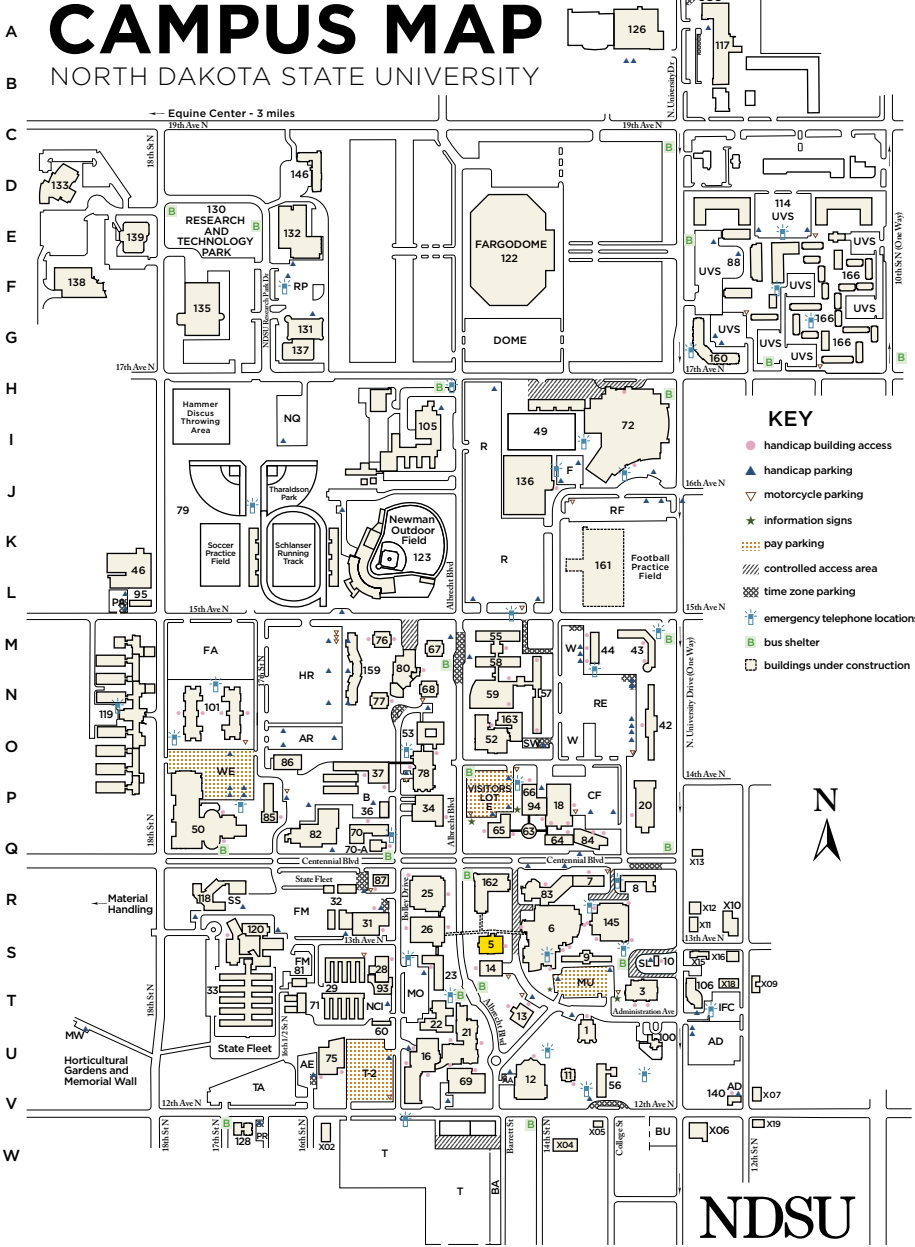 CAMPUS MAP
NORTH DAKOTA STATE UNIVERSITY
A
B
C
D
E
F
G
H
I
J
K
L
M
N
O
P
Q
R
S
T
U
V
W
126
117
N. University Dr
Equine Center - 3 miles
19th Ave N
19th Ave N
18th St N
133
146
130
RESEARCH
AND
TECHNOLOGY
PARK
B
B
B
139
132
138
135
RP
NDSU Research Park Dr
131
137
17th Ave N
FARGODOME
122
DOME
114
UVS
B
UVS
88
UVS
166
UVS
UVS
166
UVS
166
UVS
UVS
160
B
B
17th Ave N
10th St N (One Way)
Hammer
Discus
Throwing
Area
NQ
B
105
R
49
72
B
136
F
16th Ave N
RF
79
Tharaldson
Park
Soccer
Practice
Field
Schlanser
Running
Track
Newman
Outdoor
Field
123
R
161
Football
Practice
Field
46
95
15th Ave N
Albrecht Blvd
15th Ave N
KEY
handicap building access
handicap parking
motorcycle parking
information signs
pay parking
controlled access area
time zone parking
emergency telephone locations
B
bus shelter
buildings under construction
FA
HR
17th St N
76
159
77
80
67
68
B
55
58
59
57
163
52
SW
W
44
43
B
RE
42
W
N. University Drive (One Way)
119
101
AR
53
86
37
78
WE
B
36
34
85
82
70
70-A
50
B
B
18th St N
Albrecht Blvd
B
VISITORS
LOT
E
66
94
18
65
63
64
84
CF
20
B
14th Ave N
N
Centennial Blvd
Centennial Blvd
X13
State Fleet
87
Material
Handling
118
SS
FM
32
31
13th Ave N
120
FM
81
28
29
93
33
71
NCI
60
State Fleet
16th 1/2 St N
18th St N
Bolley Drive
25
26
B
162
5
14
B
23
B
MO
22
21
16
69
Albrecht Blvd
83
7
8
6
145
9
B
SL
10
MU
3
Administration Ave
13
1
100
12
11
56
AA
X12
X10
X11
13th Ave N
X15
X16
106
X18
X09
IFC
AD
AD
140
X07
MW
Horticultural
Gardens and
Memorial Wall
TA
AE
75
T-2
12th Ave N
12th Ave N
18th St N
17th St N
B
128
PR
16th St N
X02
T
T
BA
Barrett St
B
14th St N
X04
X05
College St
BU
X06
X19
12th St N
NDSU